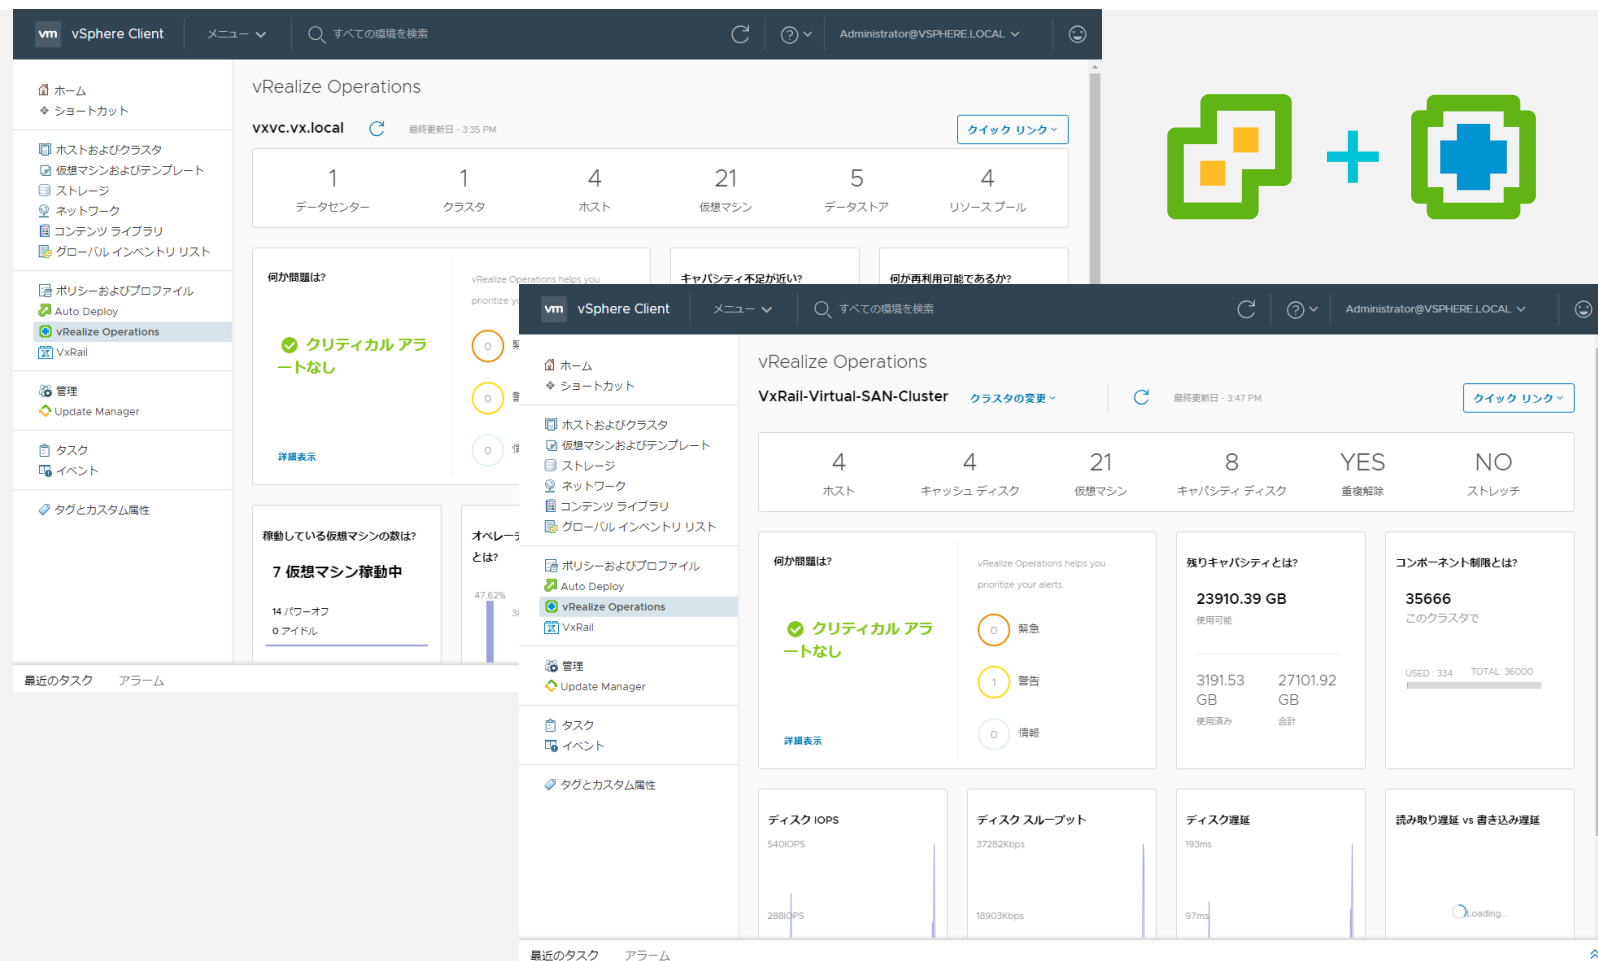 vm vSphere Client メニュー すべての環境を検索 Administrator@VSPHERE.LOCAL
ホーム
ショートカット
ホストおよびクラスタ
仮想マシンおよびテンプレート
ストレージ
ネットワーク
コンテンツ ライブラリ
グローバル インベントリ リスト
ポリシーおよびプロファイル
Auto Deploy
vRealize Operations
VxRail
管理
Update Manager
タスク
イベント
タグとカスタム属性
vRealize Operations
vxvc.vx.local 最終更新日 - 3:35 PM クイック リンク
1 1 4 21 5 4
データセンター クラスタ ホスト 仮想マシン データストア リソース プール
何か問題は?
クリティカル アラ
ートなし
詳細表示
vRealize Operations helps you
prioritize
0
0
0
キャパシティ不足が近い?
何が再利用可能であるか?
稼動している仮想マシンの数は?
7 仮想マシン稼動中
14 パワーオフ
0 アイドル
とは?
47.62%
最近のタスク アラーム
vm vSphere Client メニュー すべての環境を検索 Administrator@VSPHERE.LOCAL
ホーム
ショートカット
ホストおよびクラスタ
仮想マシンおよびテンプレート
ストレージ
ネットワーク
コンテンツ ライブラリ
グローバル インベントリ リスト
ポリシーおよびプロファイル
Auto Deploy
vRealize Operations
VxRail
管理
Update Manager
タスク
イベント
タグとカスタム属性
vRealize Operations
VxRail-Virtual-SAN-Cluster クラスタの変更 最終更新日 - 3:47 PM クイック リンク
4 4 21 8 YES NO
ホスト キャッシュ ディスク 仮想マシン キャパシティ ディスク 重複解除 ストレッチ
何か問題は?
クリティカル アラ
ートなし
詳細表示
vRealize Operations helps you
prioritize your alerts.
0 緊急
1 警告
0 情報
残りキャパシティとは?
23910.39 GB
使用可能
3191.53 27101.92
GB GB
使用済み 合計
コンポーネント制限とは?
35666
このクラスタで
USED : 334 TOTAL: 36000
ディスク IOPS
540IOPS
288IOPS
ディスク スループット
37282Kbps
18903Kbps
ディスク遅延
193ms
97ms
読み取り遅延 vs 書き込み遅延
Loading...
最近のタスク アラーム